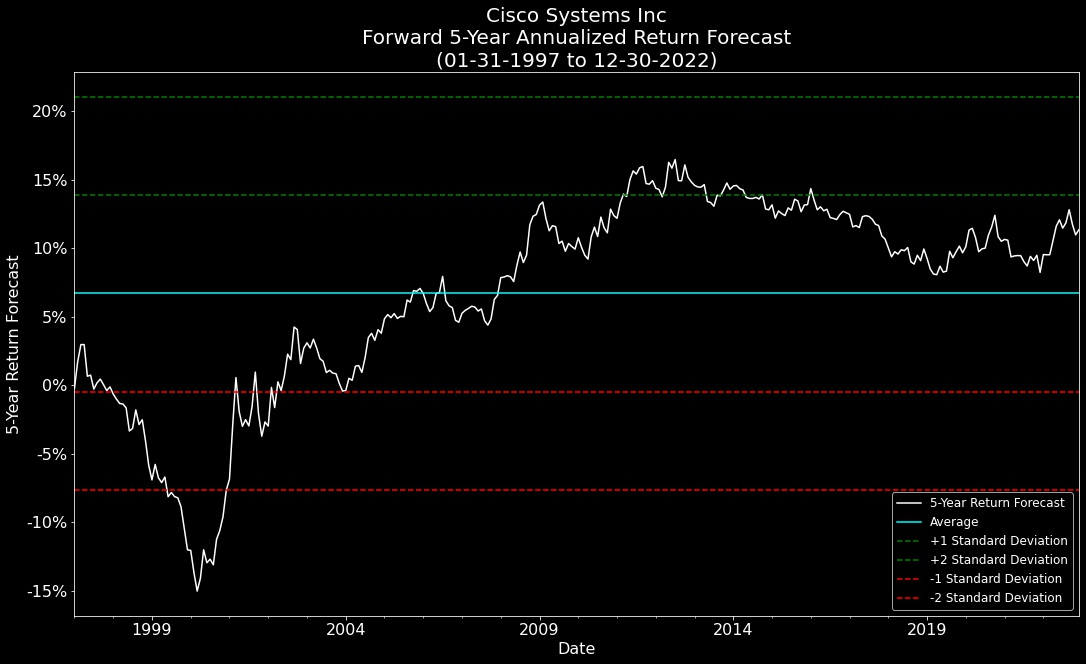 Cisco Systems Inc
Forward 5-Year Annualized Return Forecast
(01-31-1997 to 12-30-2022)
20%
15%
10%
5%
0%
-5%
-10%
-15%
5-Year Return Forecast
5-Year Return Forecast
Average
+1 Standard Deviation
+2 Standard Deviation
-1 Standard Deviation
-2 Standard Deviation
1999
2004
2009
2014
2019
Date